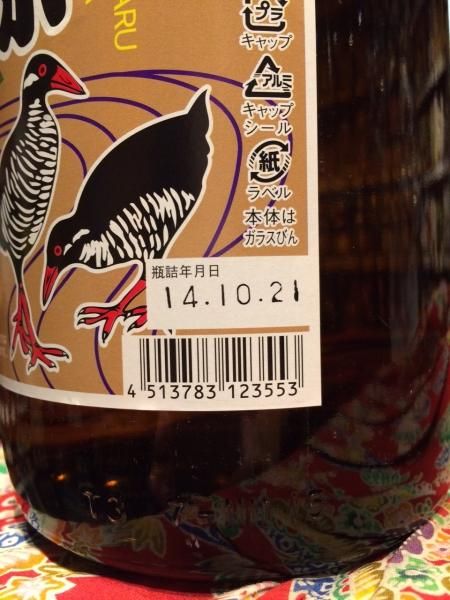 ARU
プラ
キャップ
アルミ
キャップ
シール
紙
ラベル
本体は
ガラスびん
瓶詰年月日
14.10.21
4 513783 123553